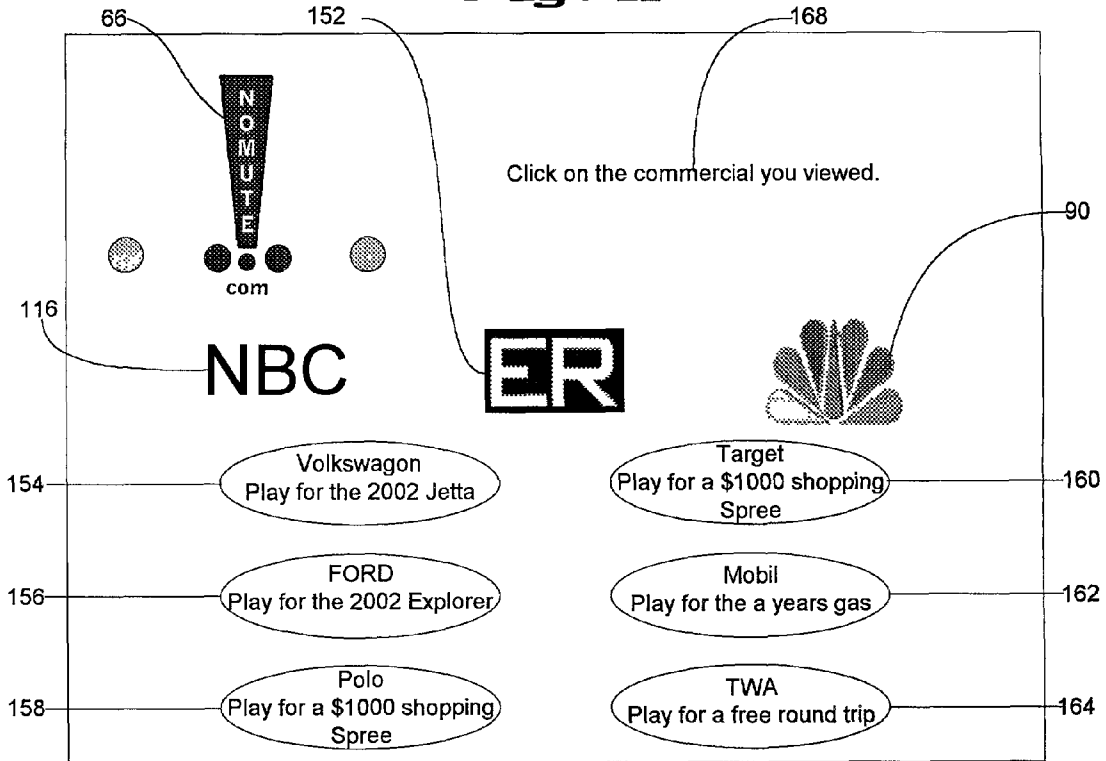 66
152
168
NOMUTE
com
Click on the commercial you viewed.
90
116
NBC
ER
154
Volkswagon
Play for the 2002 Jetta
Target
Play for a $1000 shopping
Spree
160
156
FORD
Play for the 2002 Explorer
Mobil
Play for the a years gas
162
158
Polo
Play for a $1000 shopping
Spree
TWA
Play for a free round trip
164